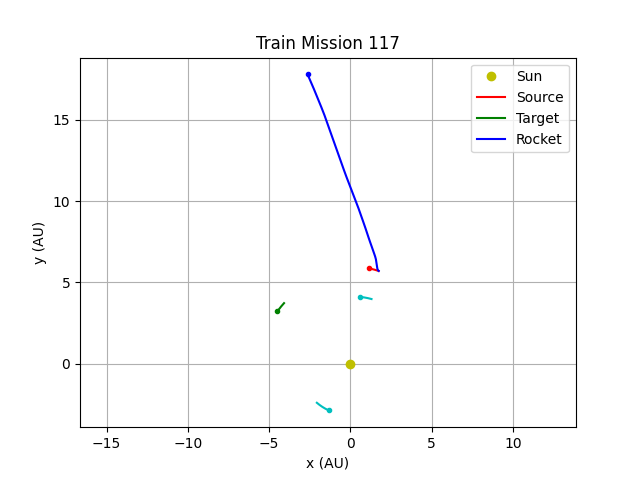 Train Mission 117
Sun
Source
Target
Rocket
15
10
5
0
y (AU)
−15
−10
−5
0
5
10
x (AU)